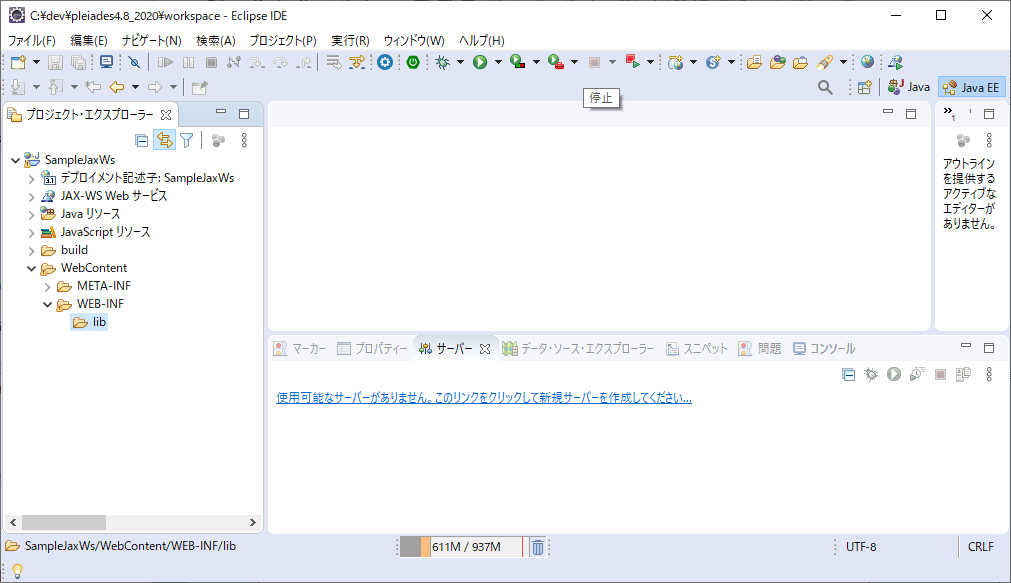 C:¥dev¥pleiades4.8_2020¥workspace - Eclipse IDE
ファイル(F) 編集(E) ナビゲート(N) 検索(A) プロジェクト(P) 実行(R) ウィンドウ(W) ヘルプ(H)
停止
Java
Java EE
プロジェクト・エクスプローラー
SampleJaxWs
デプロイメント記述子: SampleJaxWs
JAX-WS Web サービス
Java リソース
JavaScript リソース
build
WebContent
META-INF
WEB-INF
lib
アウトライン
を提供する
アクティブな
エディターが
ありません。
マーカー プロパティー サーバー データ・ソース・エクスプローラー スニペット 問題 コンソール
使用可能なサーバーがありません。このリンクをクリックして新規サーバーを作成してください...
SampleJaxWs/WebContent/WEB-INF/lib
611M / 937M
UTF-8
CRLF